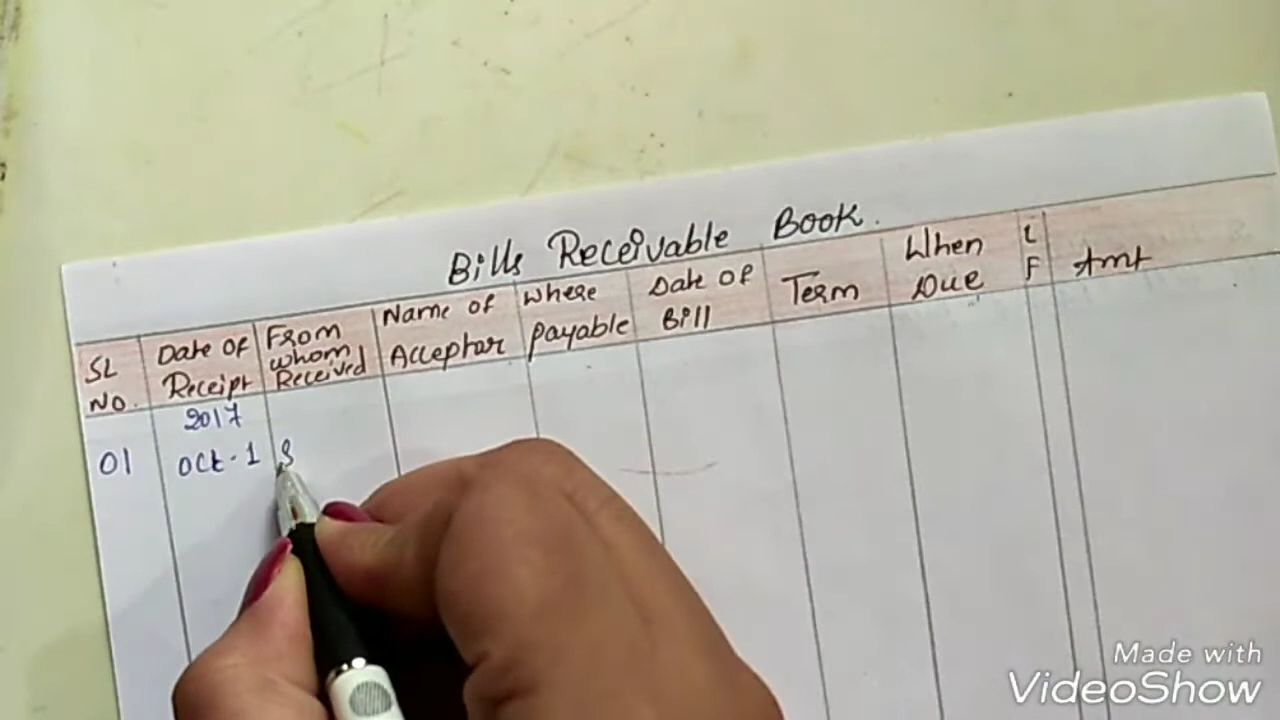 Bills Receivable Book.
SL No.
Date Of Receipt
From whom Received
Name of Acceptor
Where payable
Date of Bill
Term
When Due
L F
Amt
2017
01 Oct. 1 S
Made with
VideoShow